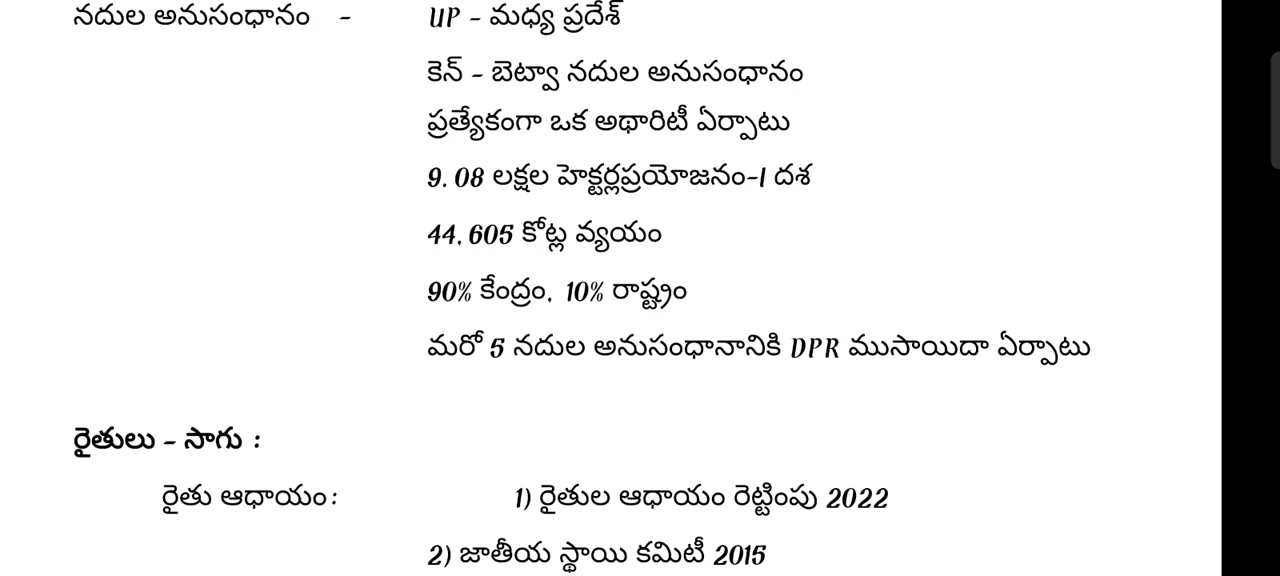 నదుల అనుసంధానం - UP - మధ్య ప్రదేశ్
కెన్ - బెట్వా నదుల అనుసంధానం
ప్రత్యేకంగా ఒక అథారిటీ ఏర్పాటు
9.08 లక్షల హెక్టర్లప్రయోజనం-I దశ
44,605 కోట్ల వ్యయం
90% కేంద్రం, 10% రాష్ట్రం
మరో 5 నదుల అనుసంధానానికి DPR ముసాయిదా ఏర్పాటు
రైతులు - సాగు :
రైతు ఆధాయం: 1) రైతుల ఆధాయం రెట్టింపు 2022
2) జాతీయ స్థాయి కమిటీ 2015